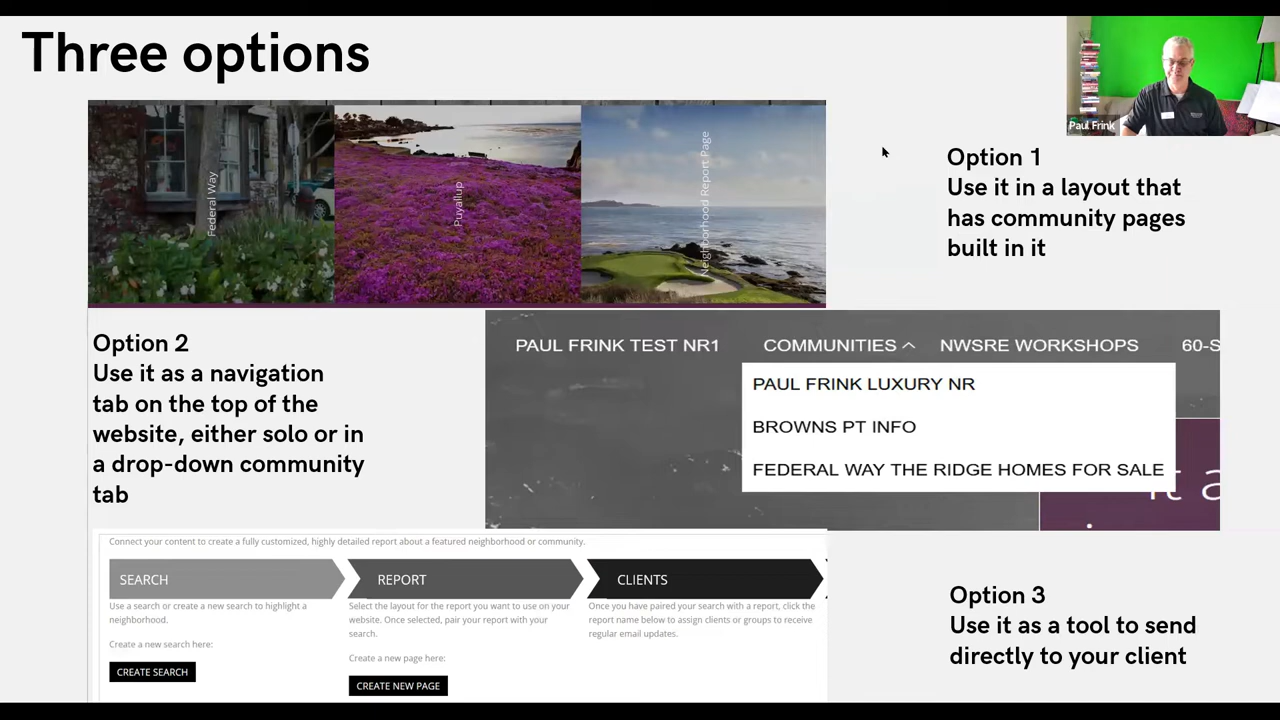 Three options
Paul Frink
Federal Way
Puyallup
Neighborhood Report Page
Option 1
Use it in a layout that
has community pages
built in it
Option 2
Use it as a navigation
tab on the top of the
website, either solo or in
a drop-down community
tab
PAUL FRINK TEST NR1
COMMUNITIES
NWSRE WORKSHOPS
60-S
PAUL FRINK LUXURY NR
BROWNS PT INFO
FEDERAL WAY THE RIDGE HOMES FOR SALE
Connect your content to create a fully customized, highly detailed report about a featured neighborhood or community.
SEARCH
Use a search or create a new search to highlight a
neighborhood.
Create a new search here:
CREATE SEARCH
REPORT
Select the layout for the report you want to use on your
website. Once selected, pair your report with your
search.
Create a new page here:
CREATE NEW PAGE
CLIENTS
Once you have paired your search with a report, click the
report name below to assign clients or groups to receive
regular email updates.
Option 3
Use it as a tool to send
directly to your client